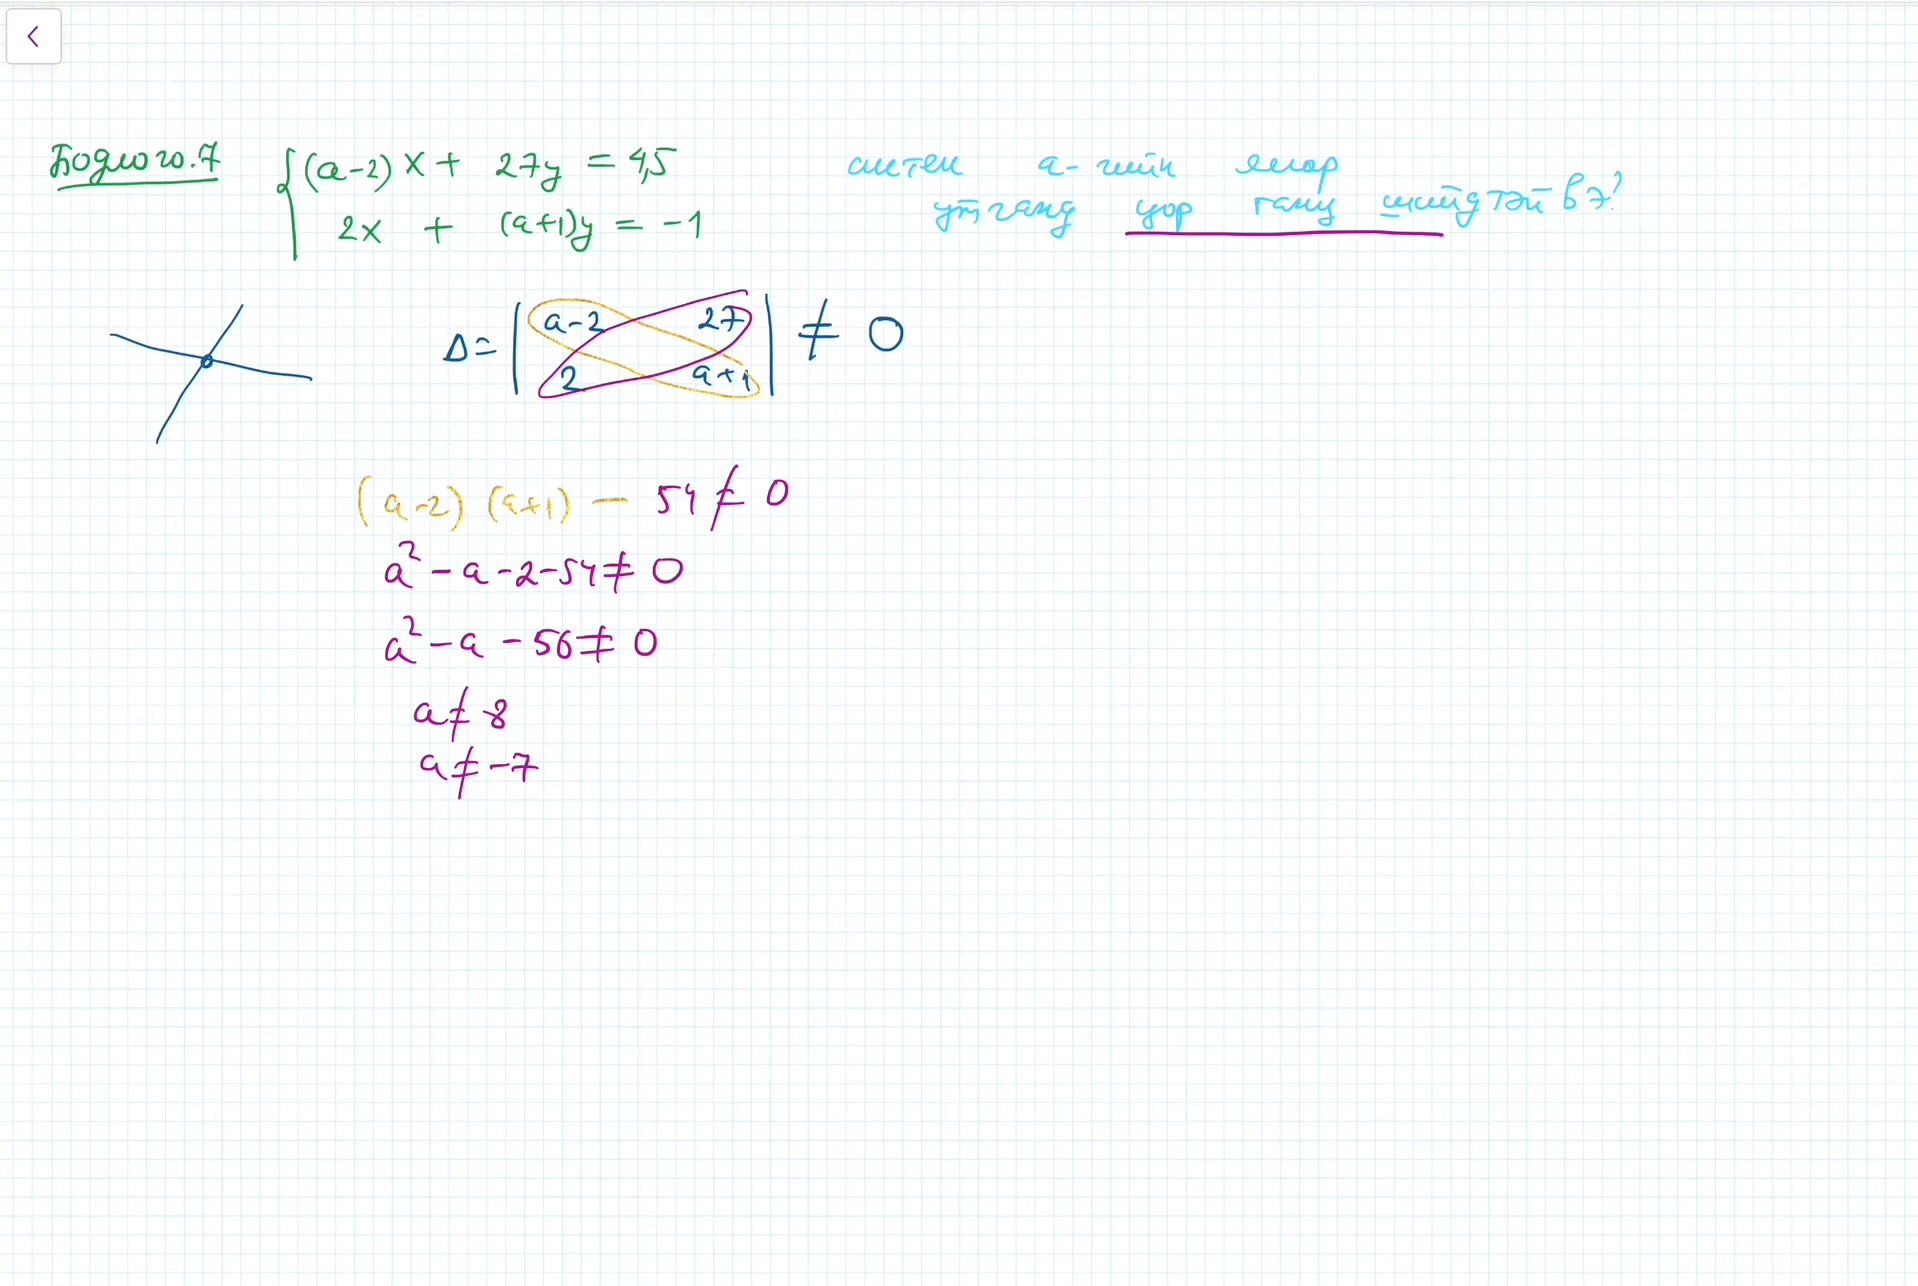 Бодлого.7 {(a-2)x + 27y = 4,5
2x + (a+1)y = -1
систем a-гийн ямар
утганд цор ганц шийдтэй вэ?
Δ= | a-2 27 | ≠ 0
2 a+1
(a-2) (a+1) - 54 ≠ 0
a² - a - 2 - 54 ≠ 0
a² - a - 56 ≠ 0
a ≠ 8
a ≠ -7